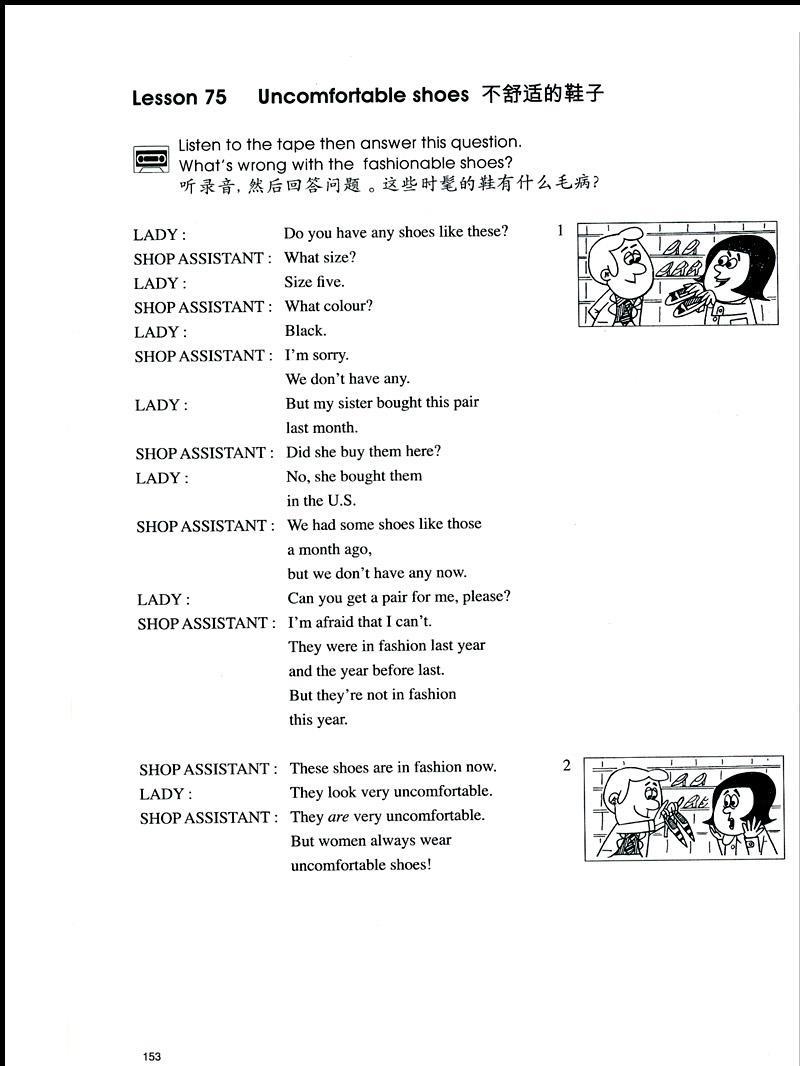 Lesson 75 Uncomfortable shoes 不舒适的鞋子
Listen to the tape then answer this question.
What's wrong with the fashionable shoes?
听录音, 然后回答问题。这些时髦的鞋有什么毛病?
LADY : Do you have any shoes like these?
1
SHOP ASSISTANT : What size?
LADY : Size five.
SHOP ASSISTANT : What colour?
LADY : Black.
SHOP ASSISTANT : I'm sorry.
We don't have any.
LADY : But my sister bought this pair
last month.
SHOP ASSISTANT : Did she buy them here?
LADY : No, she bought them
in the U.S.
SHOP ASSISTANT : We had some shoes like those
a month ago,
but we don't have any now.
LADY : Can you get a pair for me, please?
SHOP ASSISTANT : I'm afraid that I can't.
They were in fashion last year
and the year before last.
But they're not in fashion
this year.
SHOP ASSISTANT : These shoes are in fashion now.
2
LADY : They look very uncomfortable.
SHOP ASSISTANT : They are very uncomfortable.
But women always wear
uncomfortable shoes!
153